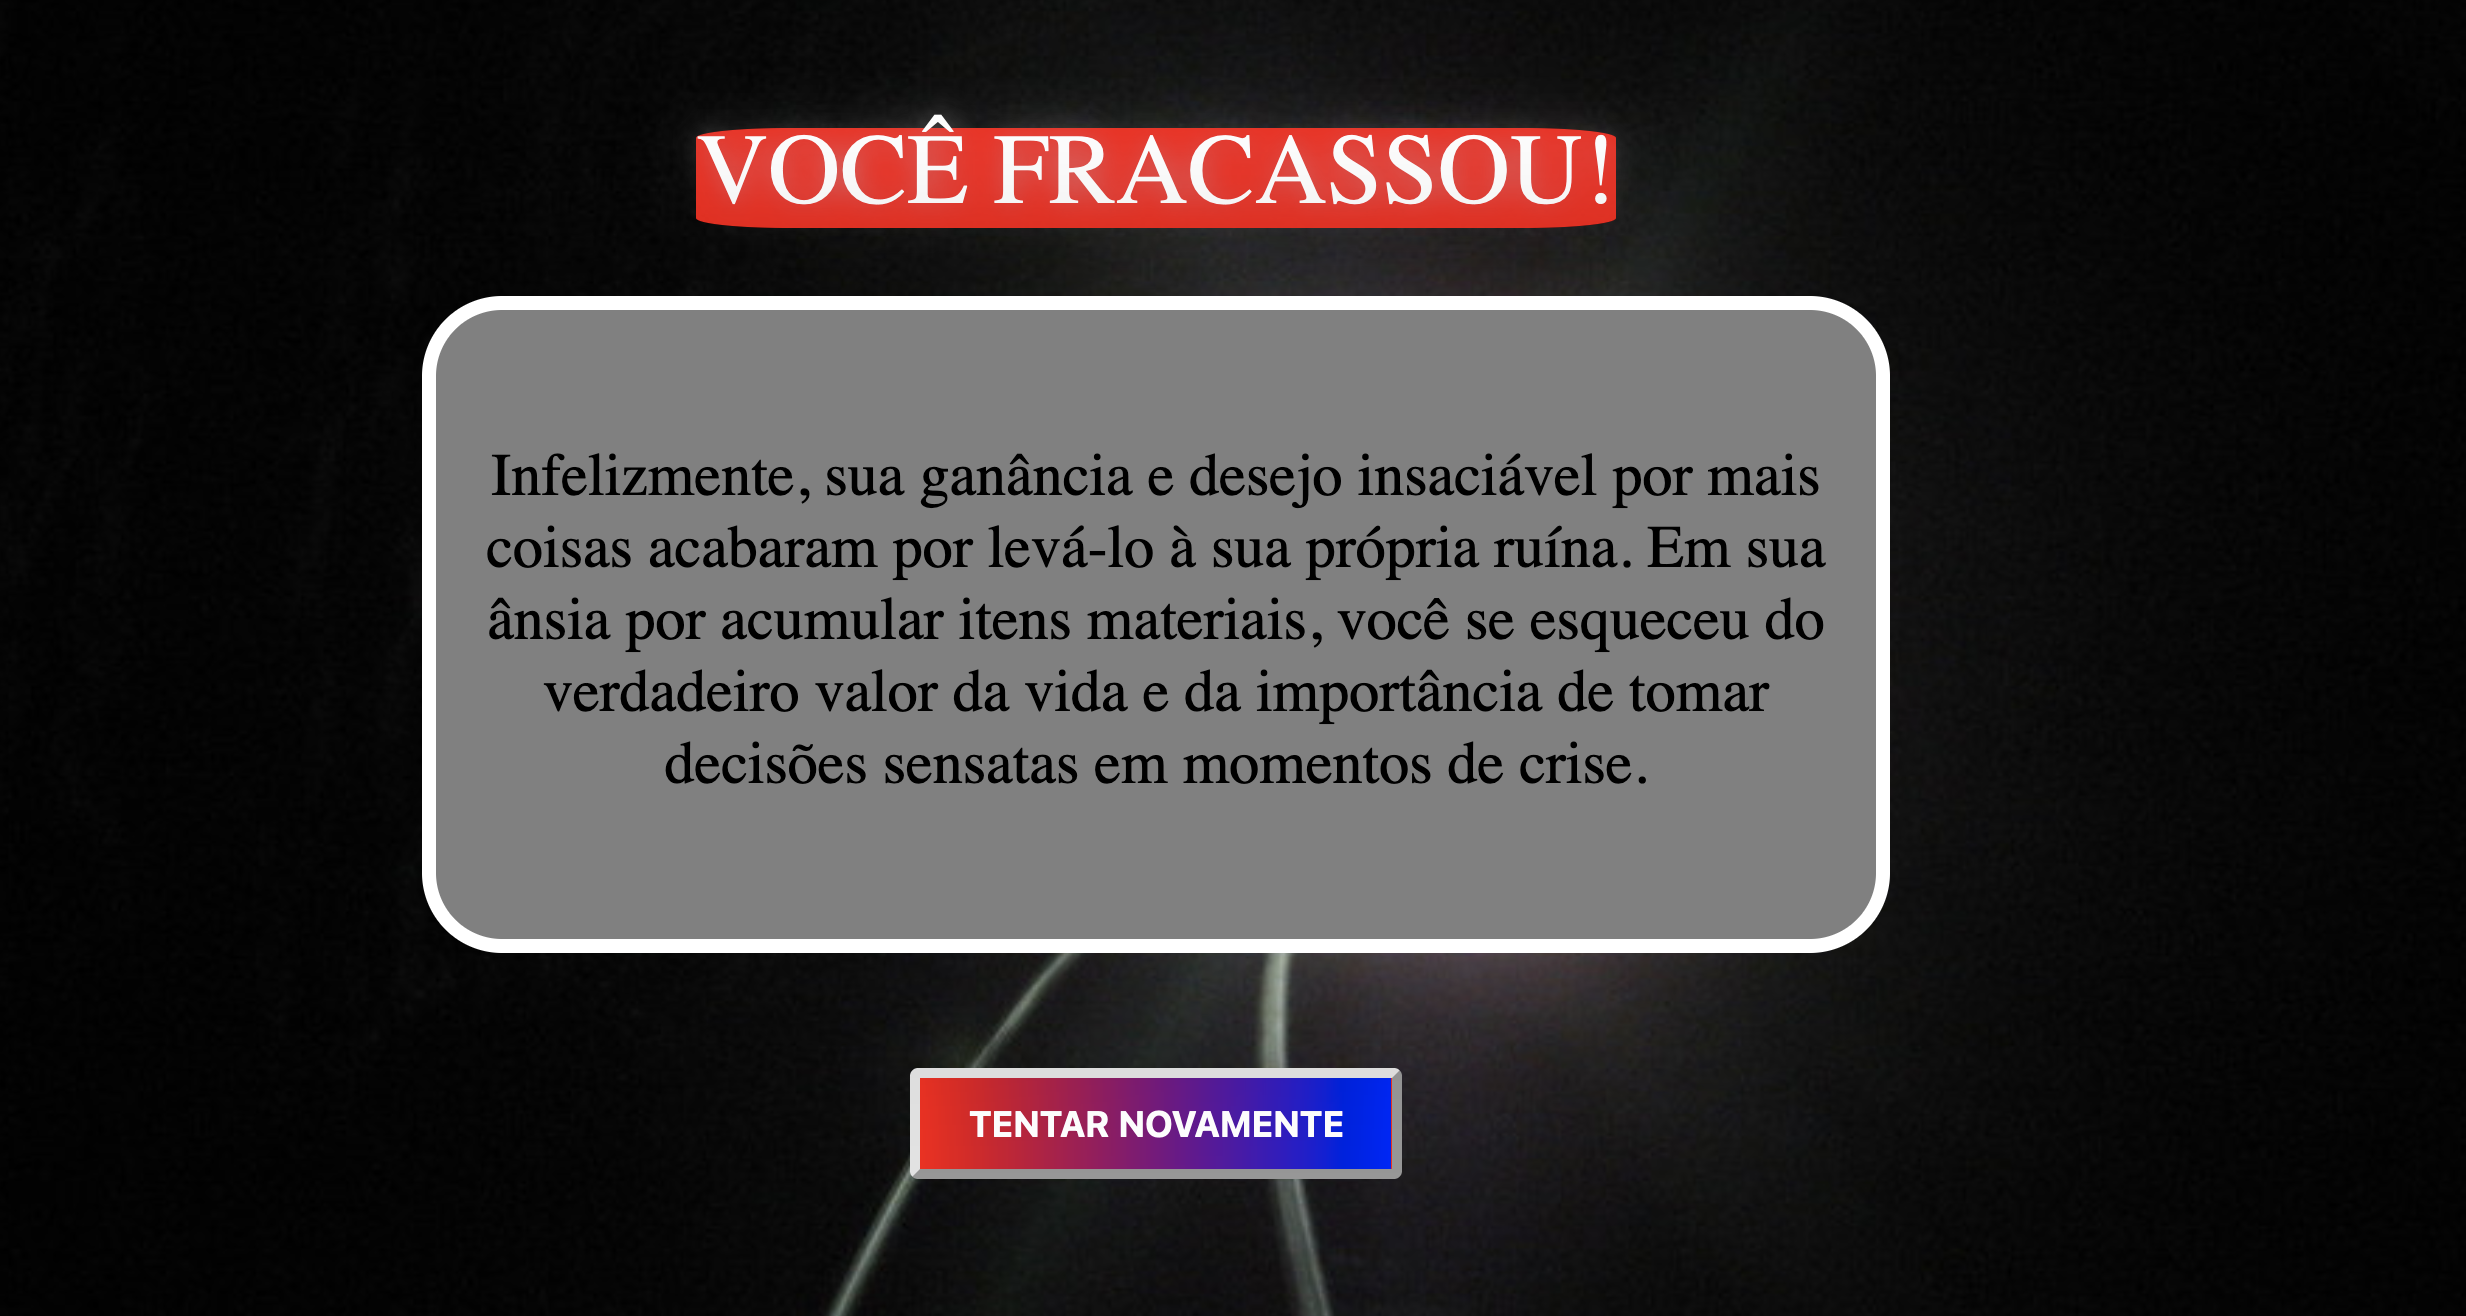 VOCÊ FRACASSOU!
Infelizmente, sua ganância e desejo insaciável por mais
coisas acabaram por levá-lo à sua própria ruína. Em sua
ânsia por acumular itens materiais, você se esqueceu do
verdadeiro valor da vida e da importância de tomar
decisões sensatas em momentos de crise.
TENTAR NOVAMENTE